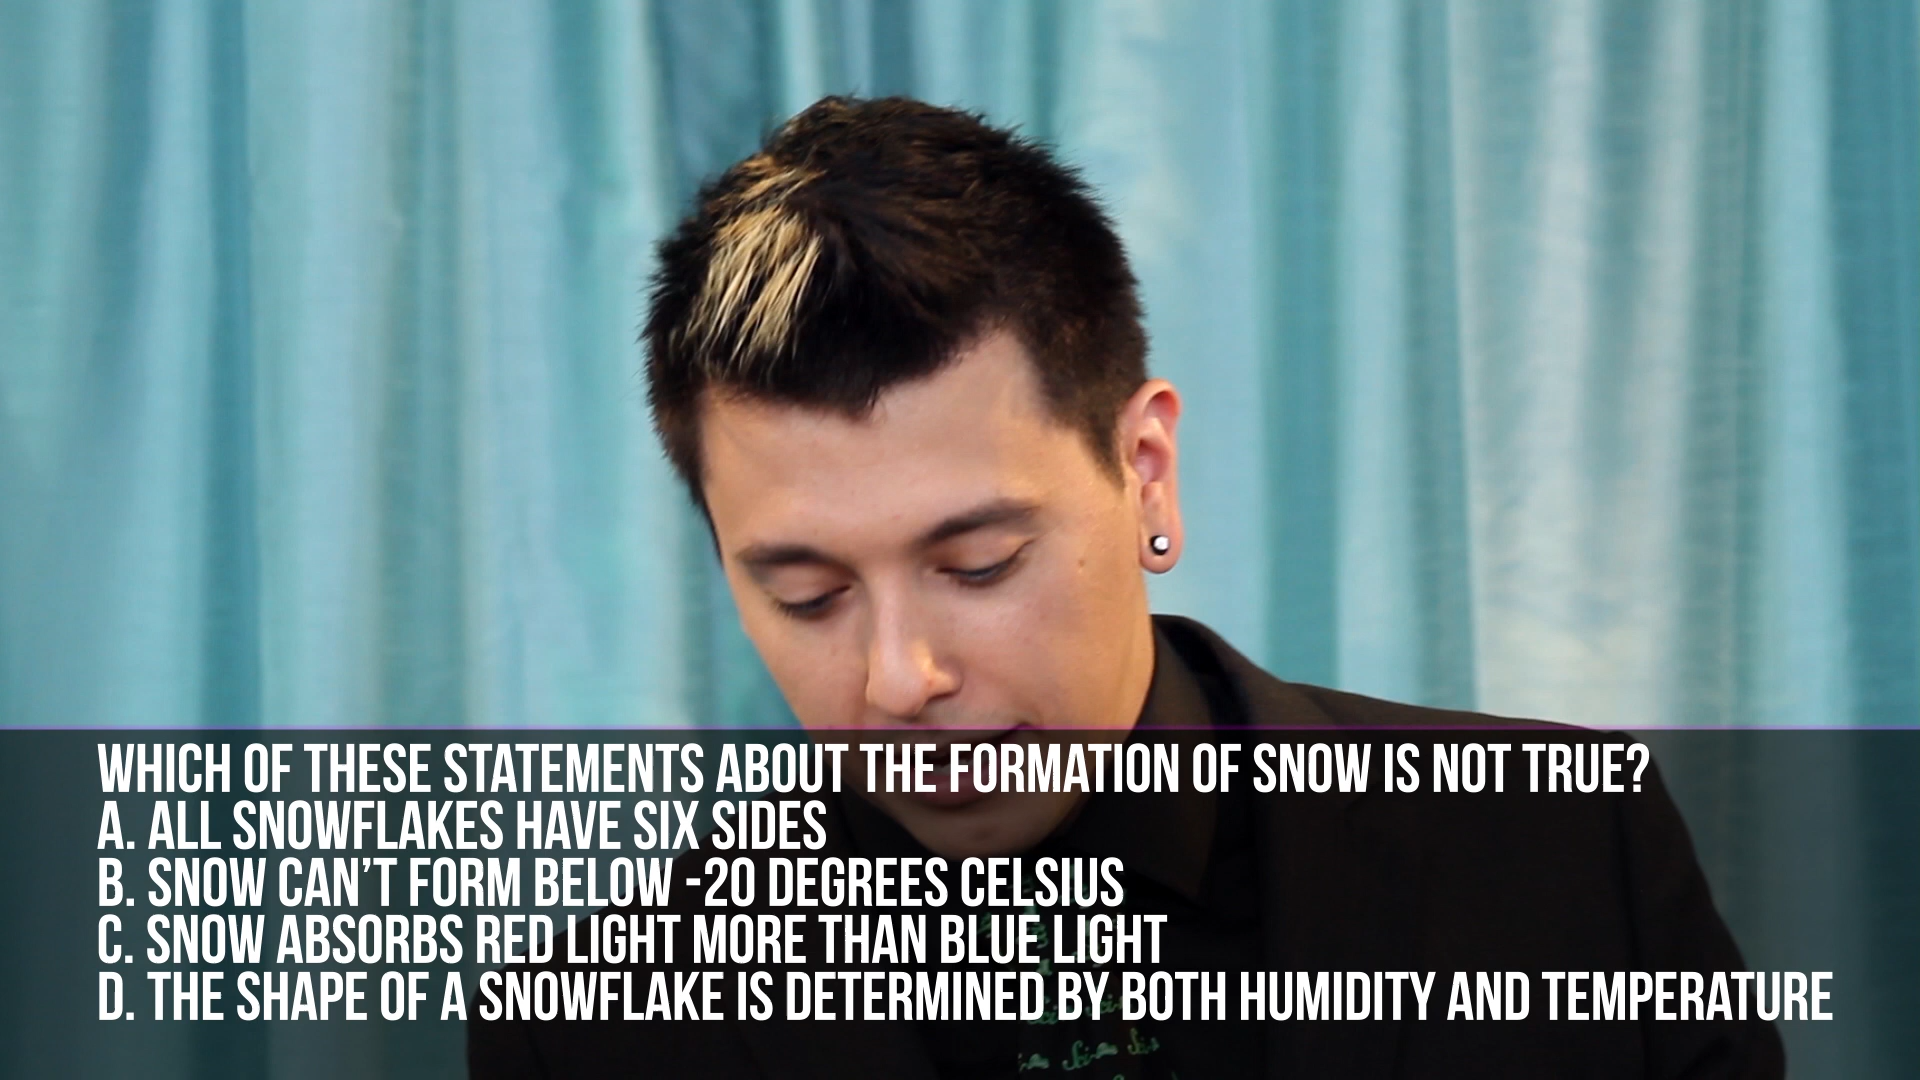 WHICH OF THESE STATEMENTS ABOUT THE FORMATION OF SNOW IS NOT TRUE?
A. ALL SNOWFLAKES HAVE SIX SIDES
B. SNOW CAN'T FORM BELOW -20 DEGREES CELSIUS
C. SNOW ABSORBS RED LIGHT MORE THAN BLUE LIGHT
D. THE SHAPE OF A SNOWFLAKE IS DETERMINED BY BOTH HUMIDITY AND TEMPERATURE